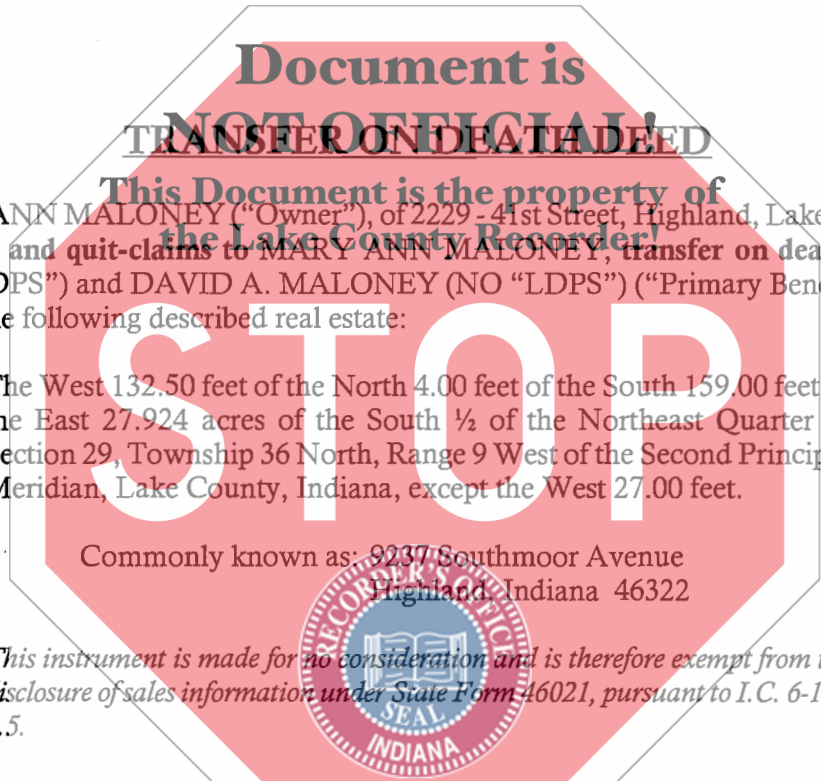 Document is
NOT OFFICIAL!
TRANSFER ON DEATH DEED
This Document is the property of
ANN MALONEY (“Owner”), of 2229 - 41st Street, Highland, Lake
the Lake County Recorder!
and quit-claims to MARY ANN MALONEY, transfer on dea
DPS”) and DAVID A. MALONEY (NO “LDPS”) (“Primary Bene
e following described real estate:
STOP
he West 132.50 feet of the North 4.00 feet of the South 159.00 feet
he East 27.924 acres of the South ½ of the Northeast Quarter
ection 29, Township 36 North, Range 9 West of the Second Princip
Meridian, Lake County, Indiana, except the West 27.00 feet.
Commonly known as: 9237 Southmoor Avenue
Highland, Indiana 46322
RECORDER'S OFFICE
SEAL
INDIANA
This instrument is made for no consideration and is therefore exempt from t
isclosure of sales information under State Form 46021, pursuant to I.C. 6-1
.5.